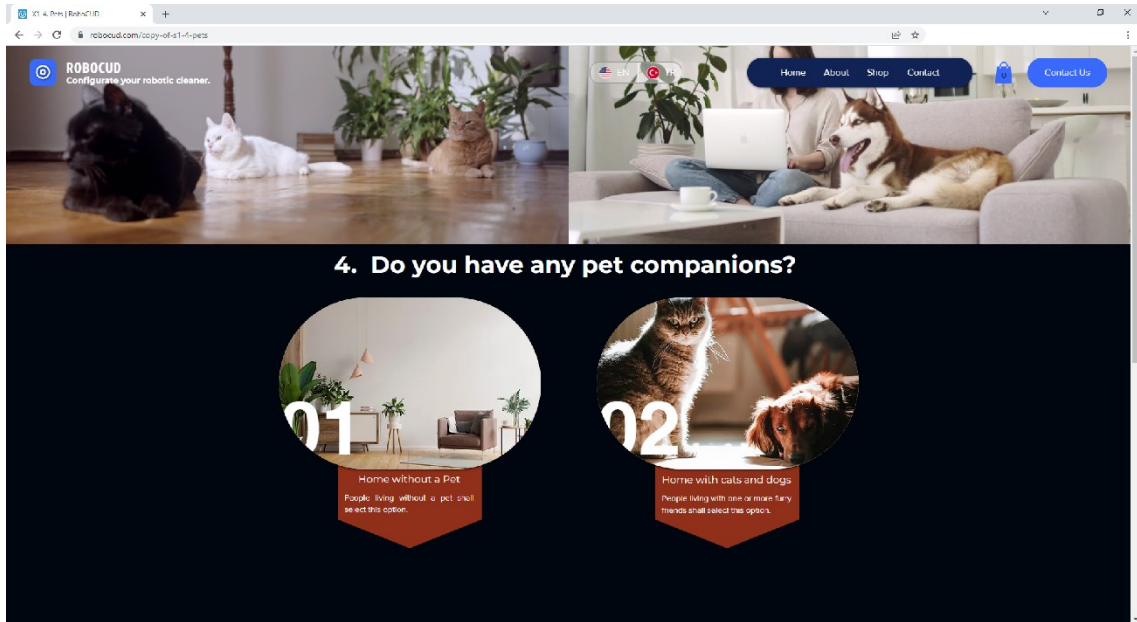 X1 4. Pets | RoboCUD
robocud.com/copy-of-s1-4-pets
ROBOCUD
Configurate your robotic cleaner.
EN
TR
Home About Shop Contact
0
Contact Us
4. Do you have any pet companions?
01
02
Home without a Pet
People living without a pet shall
select this option.
Home with cats and dogs
People living with one or more furry
friends shall select this option.